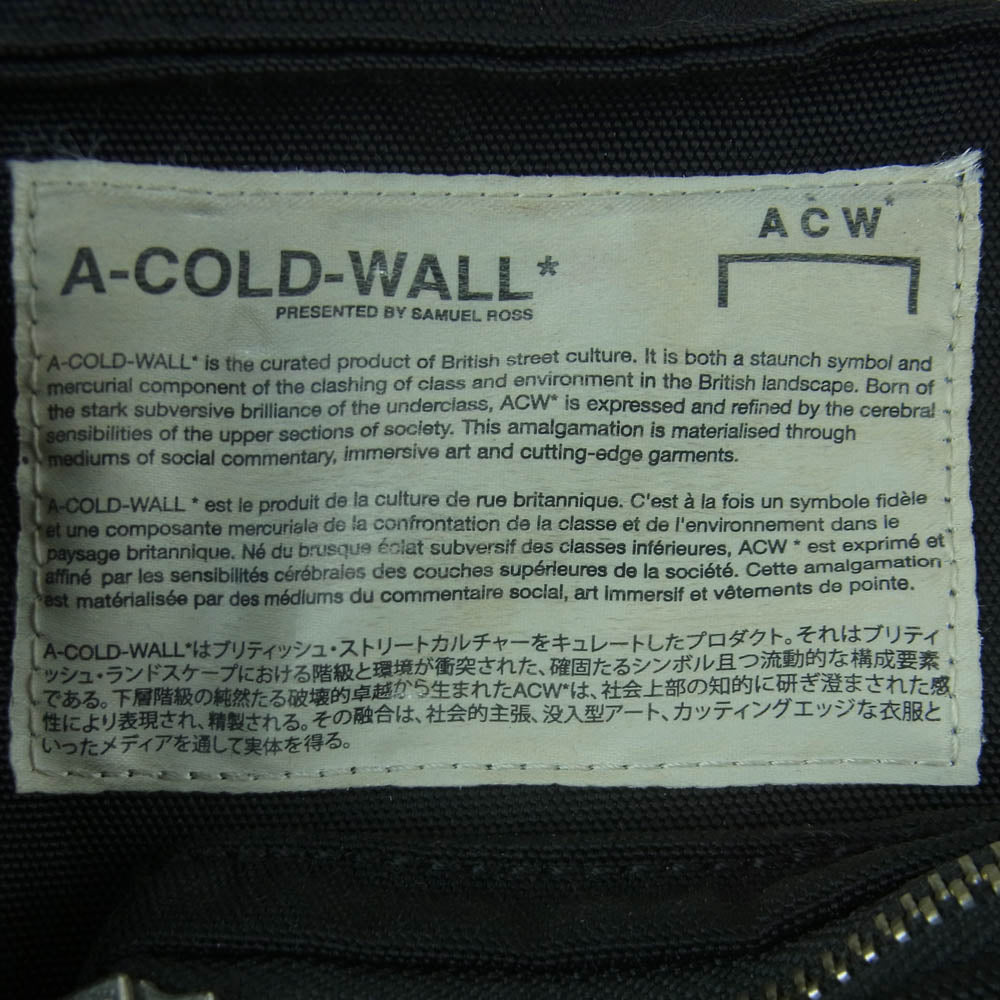 ACW*
A-COLD-WALL*
PRESENTED BY SAMUEL ROSS
A-COLD-WALL* is the curated product of British street culture. It is both a staunch symbol and
mercurial component of the clashing of class and environment in the British landscape. Born of
the stark subversive brilliance of the underclass, ACW* is expressed and refined by the cerebral
sensibilities of the upper sections of society. This amalgamation is materialised through
mediums of social commentary, immersive art and cutting-edge garments.
A-COLD-WALL * est le produit de la culture de rue britannique. C'est à la fois un symbole fidèle
et une composante mercuriale de la confrontation de la classe et de l'environnement dans le
paysage britannique. Né du brusque éclat subversif des classes inférieures, ACW * est exprimé et
affiné par les sensibilités cérébrales des couches supérieures de la société. Cette amalgamation
est matérialisée par des médiums du commentaire social, art immersif et vêtements de pointe.
A-COLD-WALL*はブリティッシュ・ストリートカルチャーをキュレートしたプロダクト。それはブリティ
ッシュ・ランドスケープにおける階級と環境が衝突された、確固たるシンボル且つ流動的な構成要素
である。下層階級の純然たる破壊的卓越から生まれたACW*は、社会上部の知的に研ぎ澄まされた感
性により表現され、精製される。その融合は、社会的主張、没入型アート、カッティングエッジな衣服と
いったメディアを通して実体を得る。